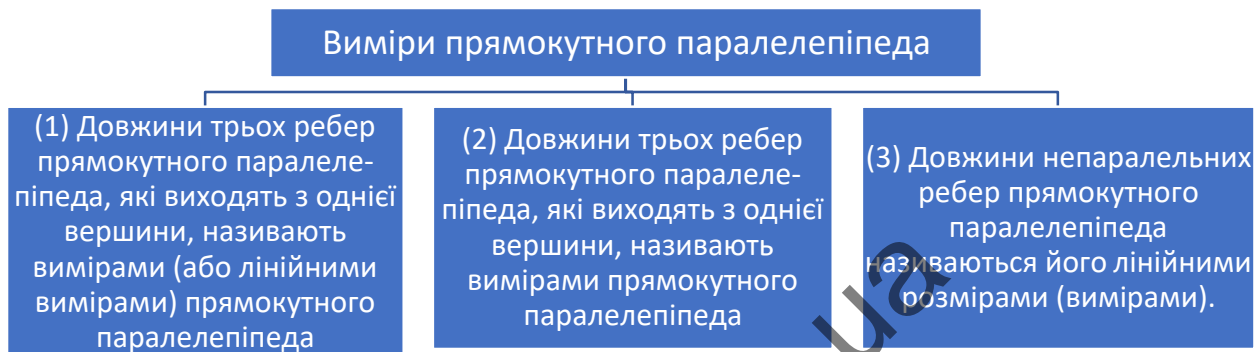 Виміри прямокутного паралелепіпеда
(1) Довжини трьох ребер
прямокутного паралеле-
піпеда, які виходять з однієї
вершини, називають
вимірами (або лінійними
вимірами) прямокутного
паралелепіпеда
(2) Довжини трьох ребер
прямокутного паралеле-
піпеда, які виходять з однієї
вершини, називають
вимірами прямокутного
паралелепіпеда
(3) Довжини непаралельних
ребер прямокутного
паралелепіпеда
називаються його лінійними
розмірами (вимірами).
ua